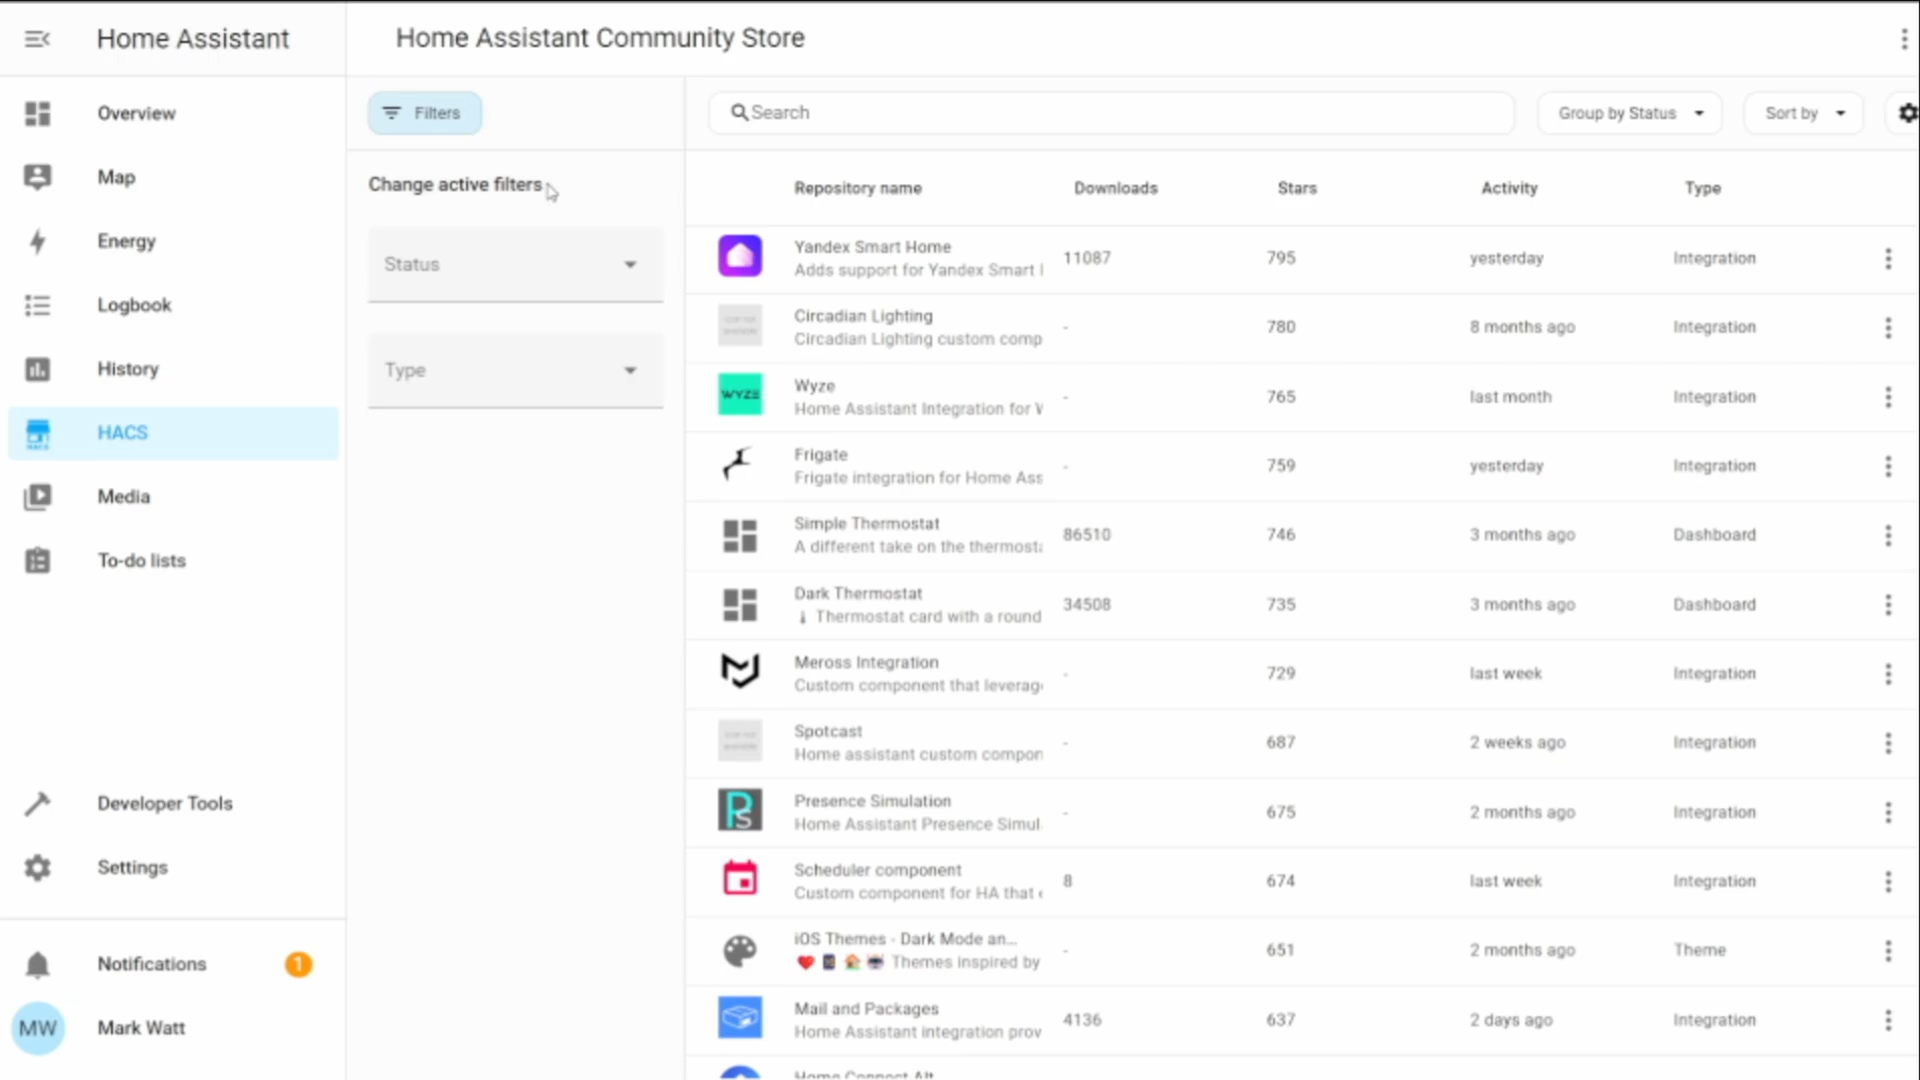 Home Assistant
Overview
Map
Energy
Logbook
History
HACS
Media
To-do lists
Developer Tools
Settings
Notifications 1
MW Mark Watt
Home Assistant Community Store
Filters
Search
Group by Status
Sort by
Change active filters
Status
Type
Repository name Downloads Stars Activity Type
Yandex Smart Home
Adds support for Yandex Smart
11087 795 yesterday Integration
Circadian Lighting
Circadian Lighting custom comp
- 780 8 months ago Integration
WYZE
Wyze
Home Assistant Integration for
- 765 last month Integration
Frigate
Frigate integration for Home Ass
- 759 yesterday Integration
Simple Thermostat
A different take on the thermosta
86510 746 3 months ago Dashboard
Dark Thermostat
🌡 Thermostat card with a round
34508 735 3 months ago Dashboard
Meross Integration
Custom component that leverag
- 729 last week Integration
Spotcast
Home assistant custom compon
- 687 2 weeks ago Integration
Ps
Presence Simulation
Home Assistant Presence Simul
- 675 2 months ago Integration
Scheduler component
Custom component for HA that
8 674 last week Integration
iOS Themes - Dark Mode an...
❤️ 📱 🏠 Themes inspired by
- 651 2 months ago Theme
Mail and Packages
Home Assistant integration prov
4136 637 2 days ago Integration
Home Connect Alt